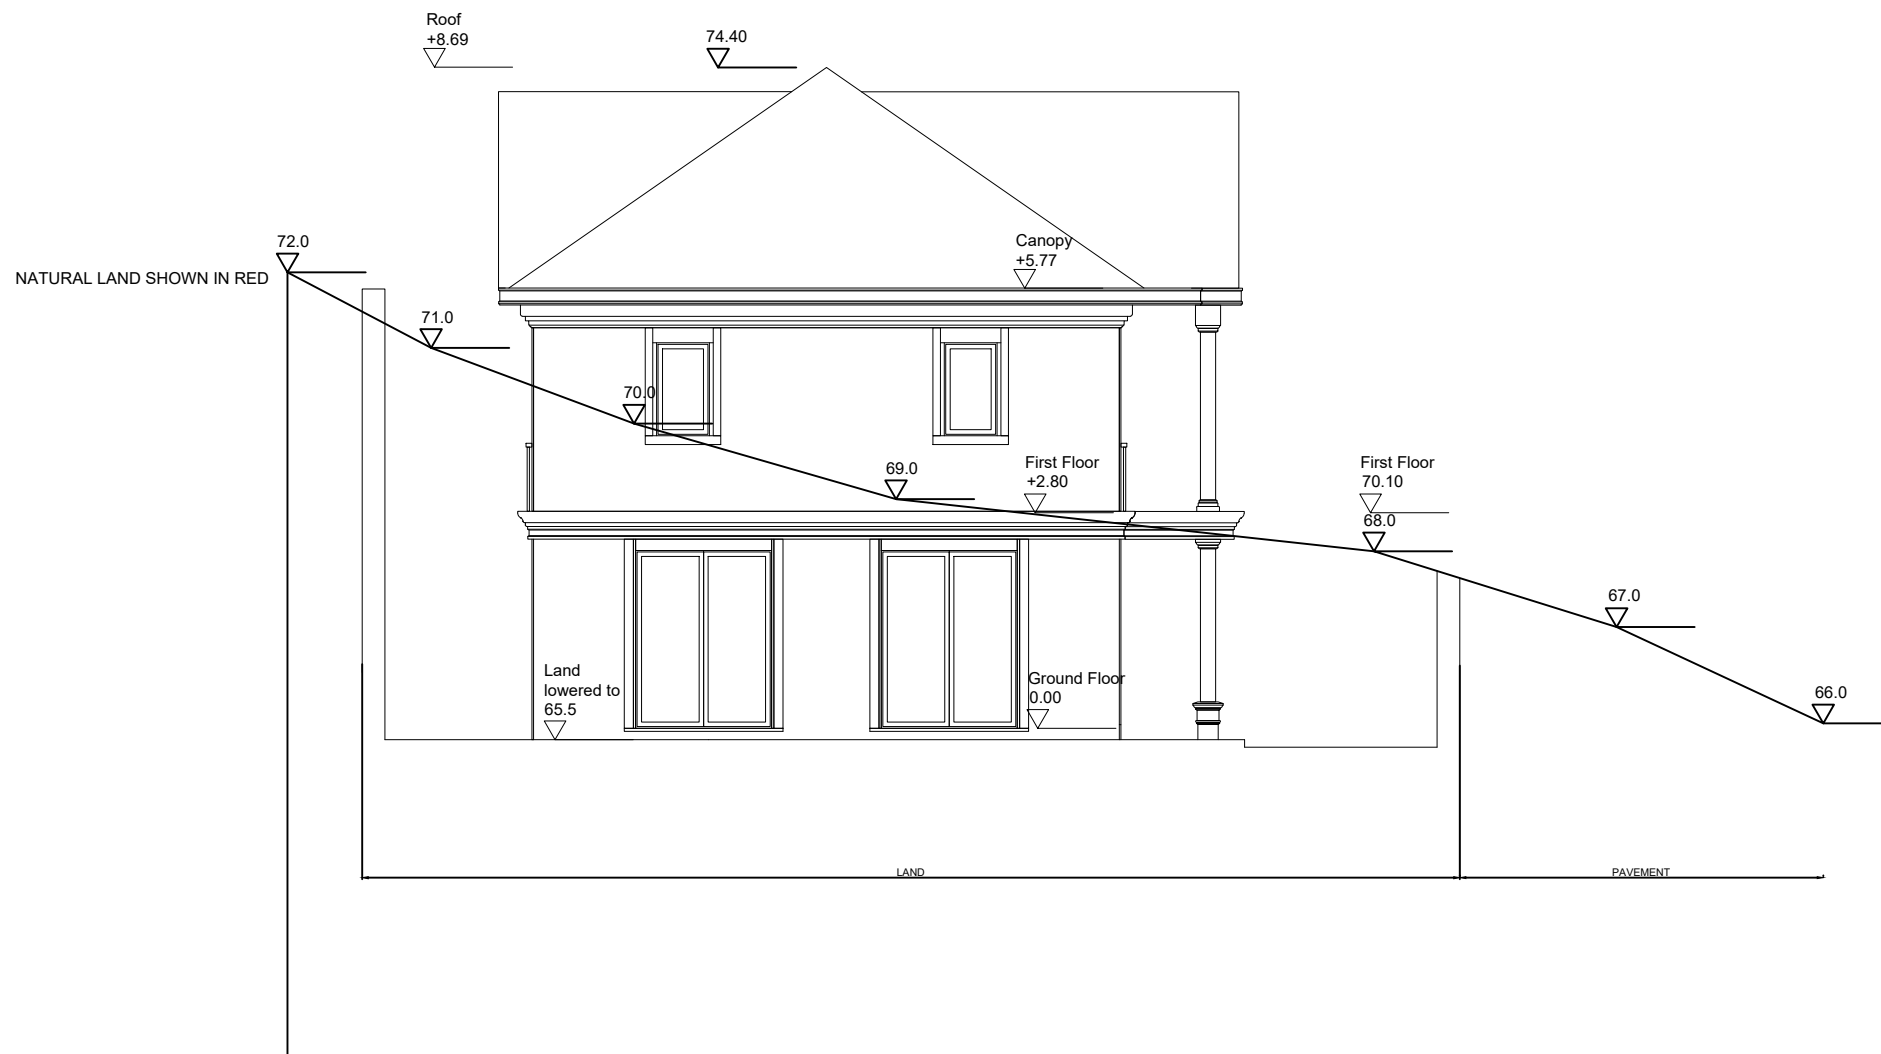 Roof
+8.69
74.40
72.0
NATURAL LAND SHOWN IN RED
Canopy
+5.77
71.0
70.0
69.0
First Floor
+2.80
First Floor
70.10
68.0
67.0
Land
lowered to
65.5
Ground Floor
0.00
66.0
LAND
PAVEMENT